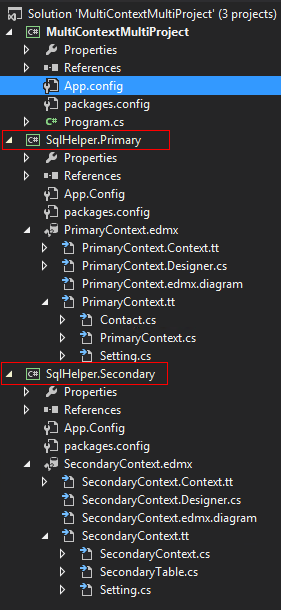 Solution 'MultiContextMultiProject' (3 projects)
C# MultiContextMultiProject
Properties
References
App.config
packages.config
C# Program.cs
C# SqlHelper.Primary
Properties
References
App.Config
packages.config
PrimaryContext.edmx
PrimaryContext.Context.tt
PrimaryContext.Designer.cs
PrimaryContext.edmx.diagram
PrimaryContext.tt
Contact.cs
PrimaryContext.cs
Setting.cs
C# SqlHelper.Secondary
Properties
References
App.Config
packages.config
SecondaryContext.edmx
SecondaryContext.Context.tt
SecondaryContext.Designer.cs
SecondaryContext.edmx.diagram
SecondaryContext.tt
SecondaryContext.cs
SecondaryTable.cs
Setting.cs